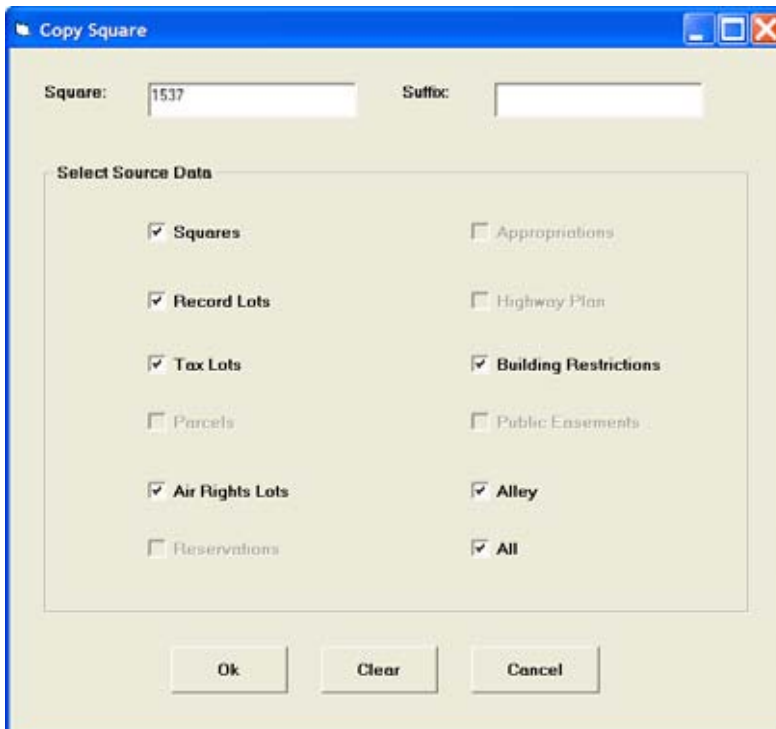 Copy Square
Square: 1537 Suffix:
Select Source Data
Squares Appropriations
Record Lots Highway Plan
Tax Lots Building Restrictions
Parcels Public Easements
Air Rights Lots Alley
Reservations All
Ok Clear Cancel